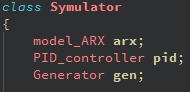 class Symulator
{
model_ARX arx;
PID_controller pid;
Generator gen;